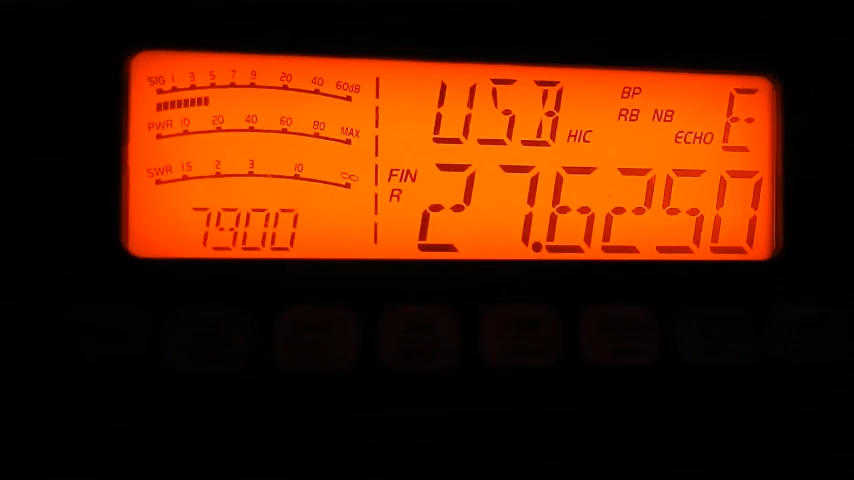 SIG 1 3 5 7 9 20 40 60dB
PWR 10 20 40 60 80 MAX
SWR 1.5 2 3 10 ∞
7900
USB HIC BP RB NB ECHO E
FIN R 27.6250